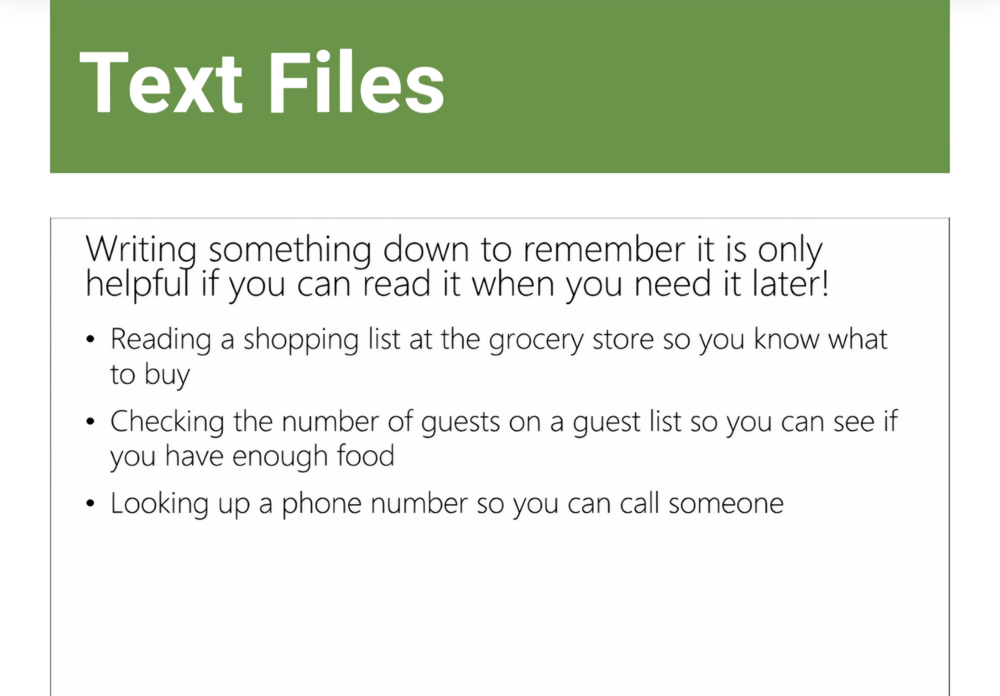 Text Files
Writing something down to remember it is only
helpful if you can read it when you need it later!
• Reading a shopping list at the grocery store so you know what
to buy
• Checking the number of guests on a guest list so you can see if
you have enough food
• Looking up a phone number so you can call someone